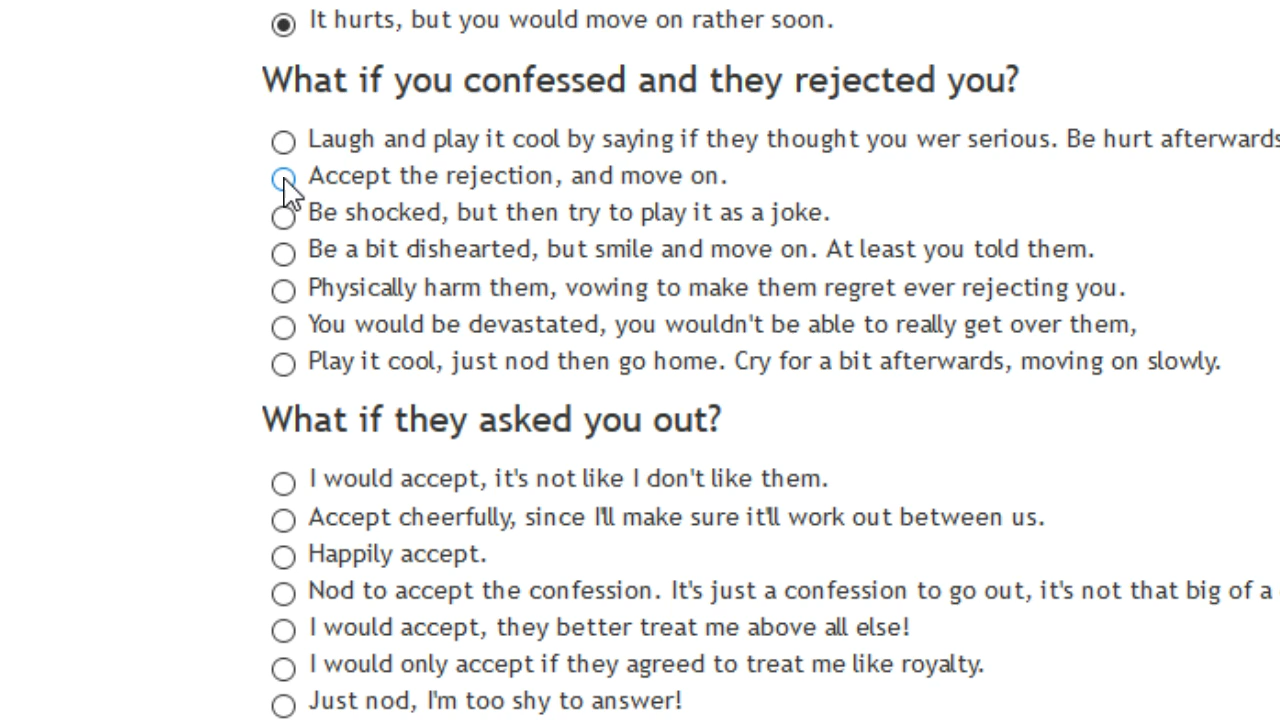 It hurts, but you would move on rather soon.
What if you confessed and they rejected you?
Laugh and play it cool by saying if they thought you wer serious. Be hurt afterwards
Accept the rejection, and move on.
Be shocked, but then try to play it as a joke.
Be a bit dishearted, but smile and move on. At least you told them.
Physically harm them, vowing to make them regret ever rejecting you.
You would be devastated, you wouldn't be able to really get over them,
Play it cool, just nod then go home. Cry for a bit afterwards, moving on slowly.
What if they asked you out?
I would accept, it's not like I don't like them.
Accept cheerfully, since I'll make sure it'll work out between us.
Happily accept.
Nod to accept the confession. It's just a confession to go out, it's not that big of a
I would accept, they better treat me above all else!
I would only accept if they agreed to treat me like royalty.
Just nod, I'm too shy to answer!